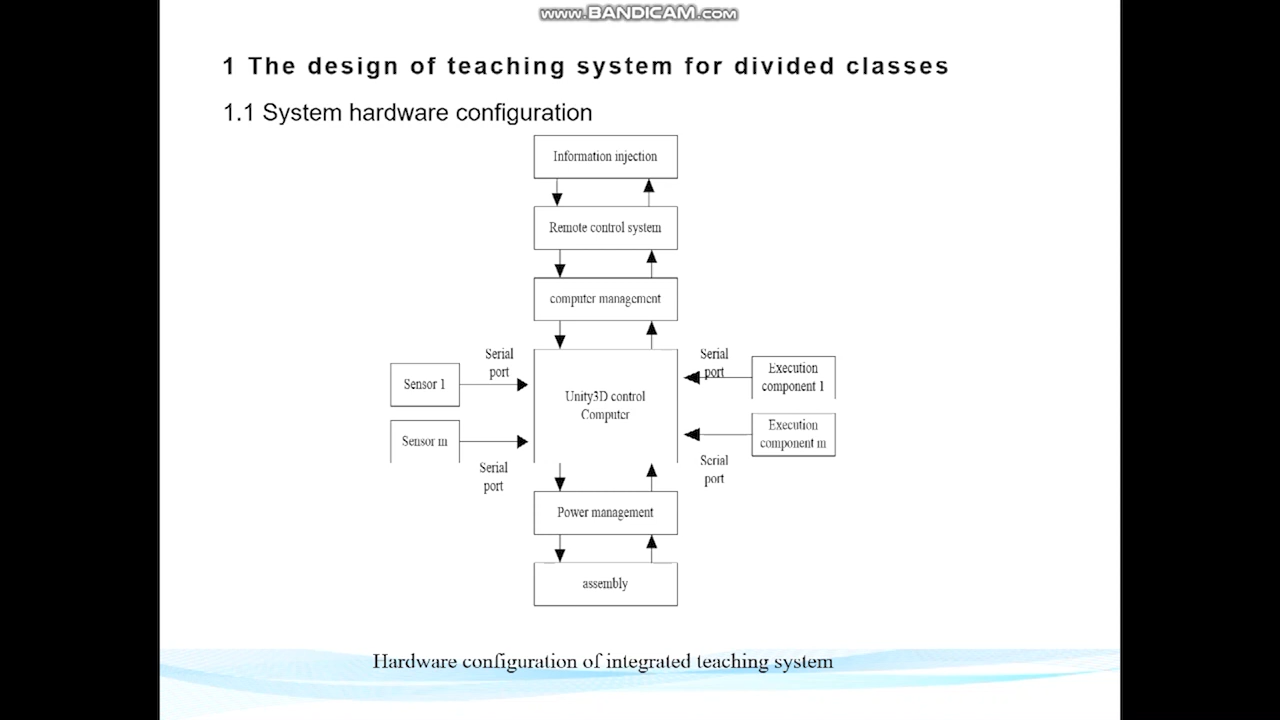 www.BANDICAM.com
1 The design of teaching system for divided classes
1.1 System hardware configuration
Information injection
Remote control system
computer management
Serial
port
Serial
port
Sensor 1
Unity3D control
Computer
Execution
component 1
Sensor m
Execution
component m
Serial
port
Serial
port
Power management
assembly
Hardware configuration of integrated teaching system